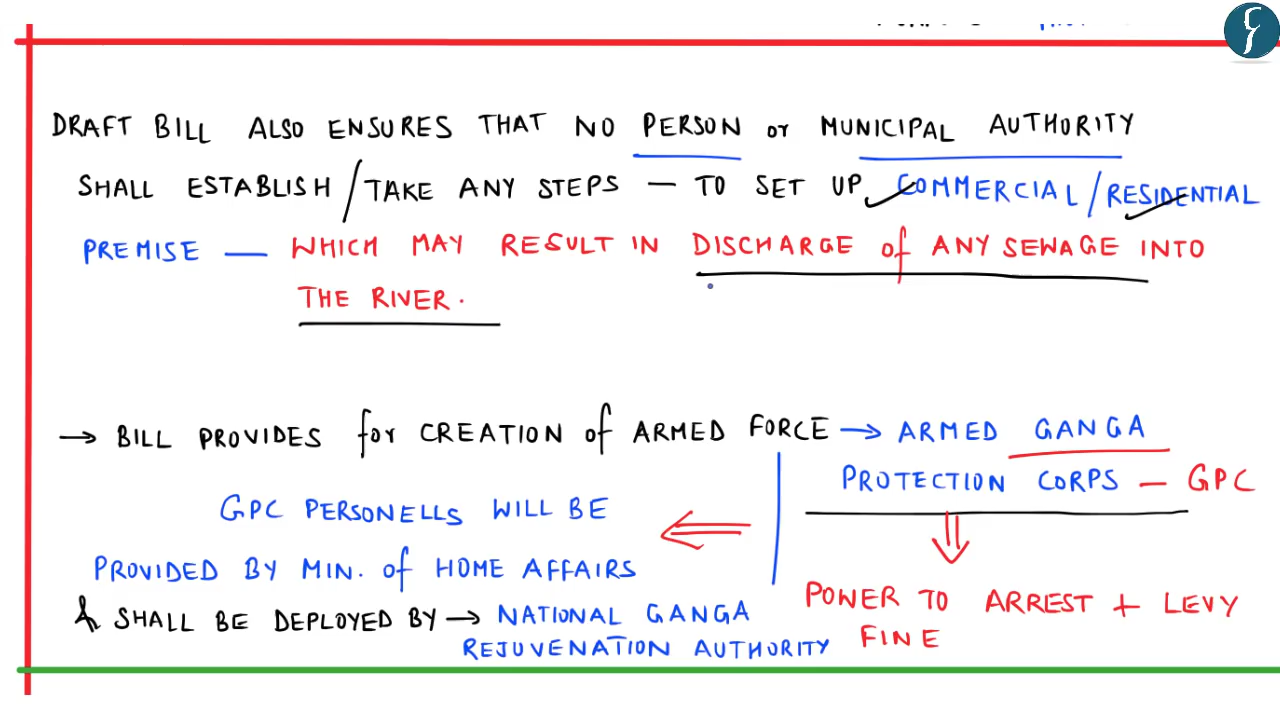 DRAFT BILL ALSO ENSURES THAT NO PERSON or MUNICIPAL AUTHORITY
SHALL ESTABLISH / TAKE ANY STEPS — TO SET UP COMMERCIAL / RESIDENTIAL
PREMISE — WHICH MAY RESULT IN DISCHARGE of ANY SEWAGE INTO
THE RIVER.
→ BILL PROVIDES for CREATION of ARMED FORCE → ARMED GANGA
PROTECTION CORPS — GPC
GPC PERSONELLS WILL BE
PROVIDED BY MIN. of HOME AFFAIRS
& SHALL BE DEPLOYED BY → NATIONAL GANGA
REJUVENATION AUTHORITY
POWER TO ARREST + LEVY
FINE